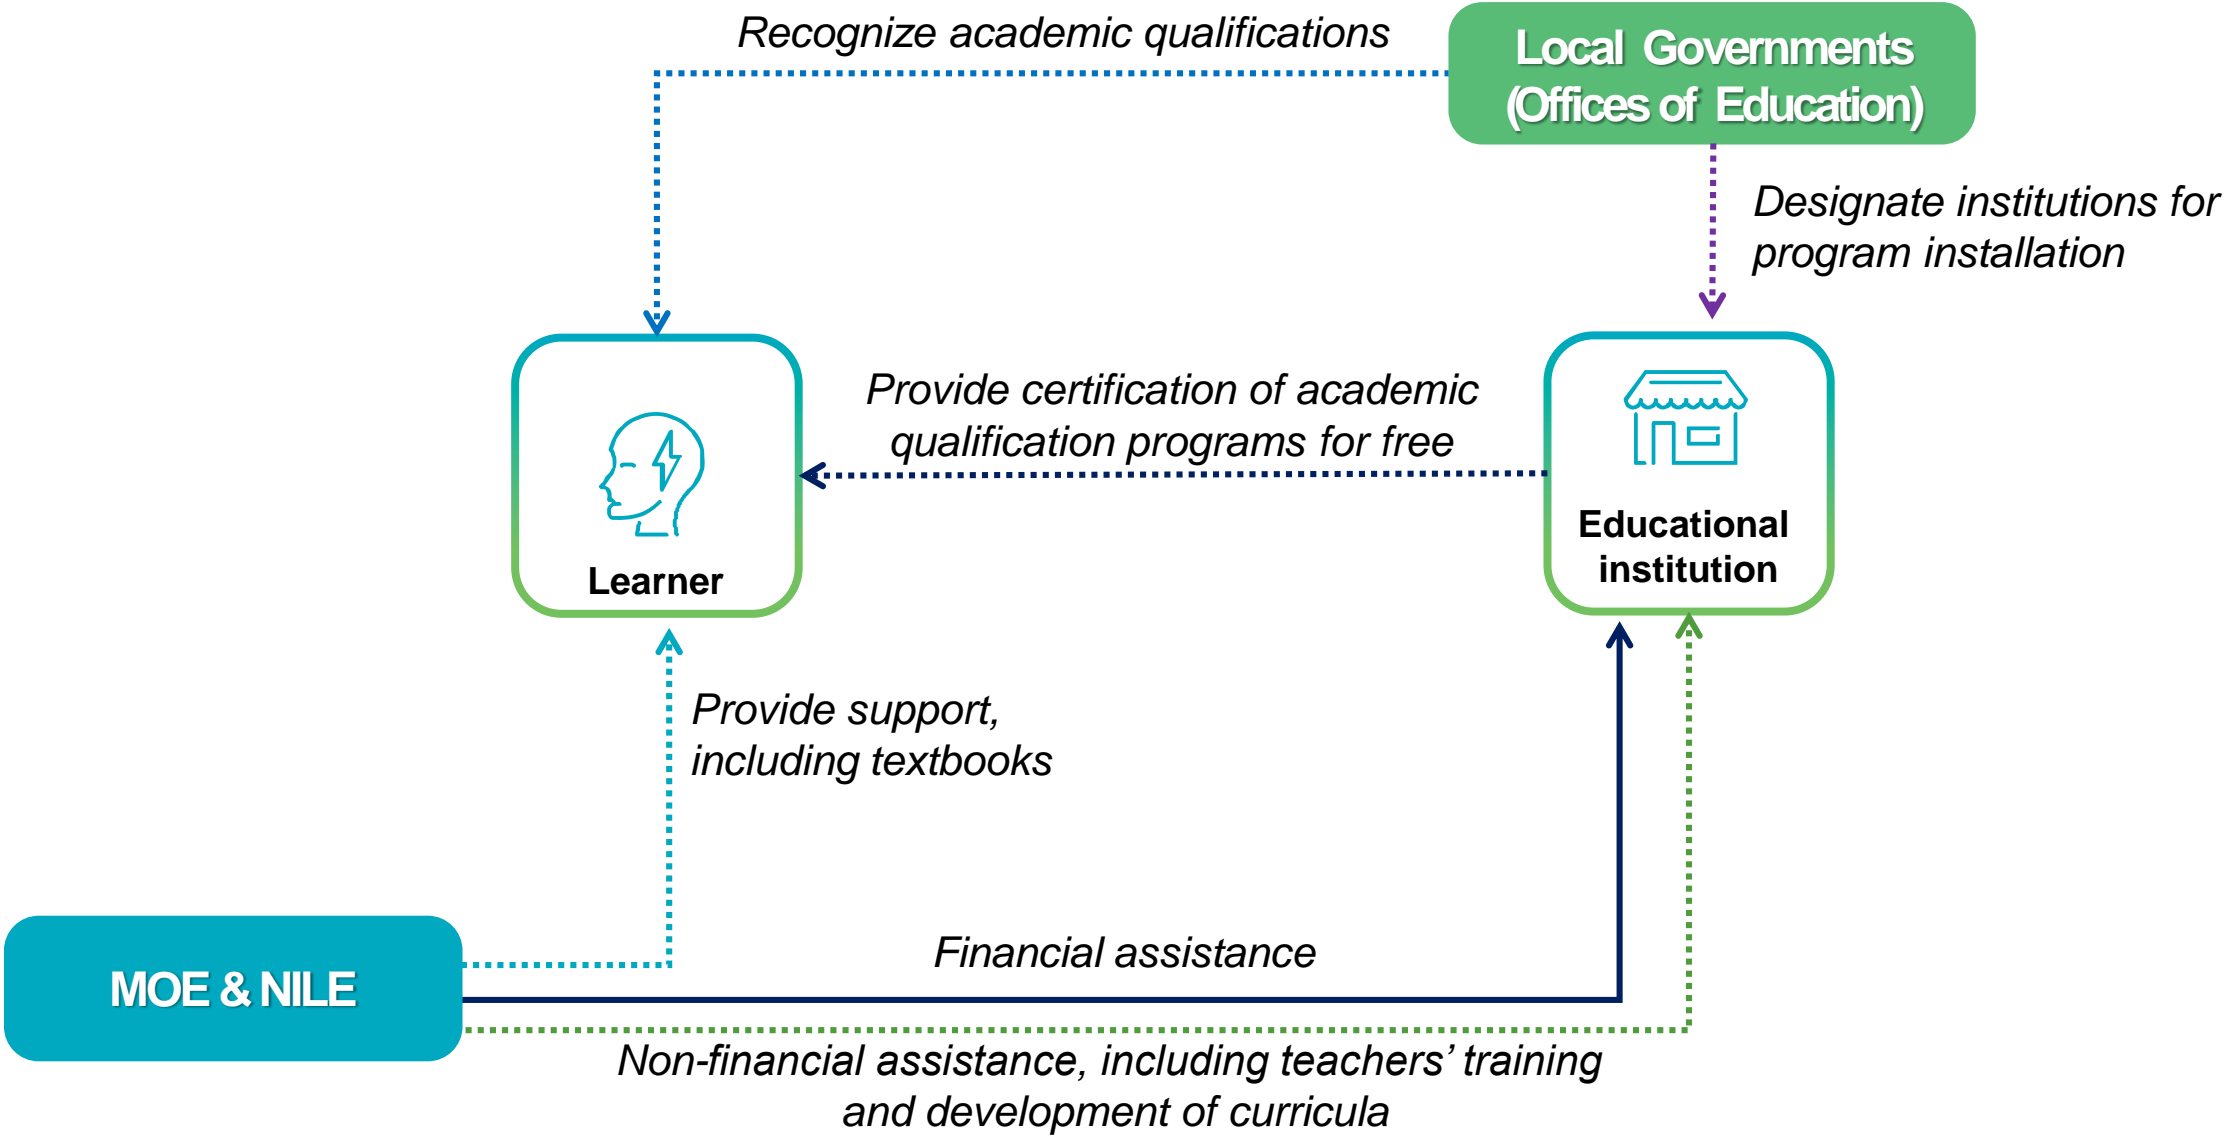 Recognize academic qualifications
Local Governments
(Offices of Education)
Designate institutions for
program installation
Provide certification of academic
qualification programs for free
Learner
Educational
institution
Provide support,
including textbooks
MOE & NILE
Financial assistance
Non-financial assistance, including teachers’ training
and development of curricula